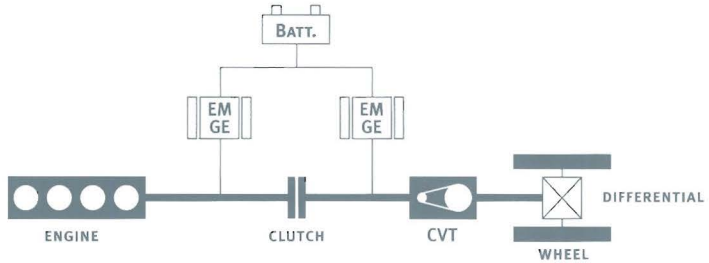 BATT.
EM
GE
EM
GE
ENGINE
CLUTCH
CVT
DIFFERENTIAL
WHEEL